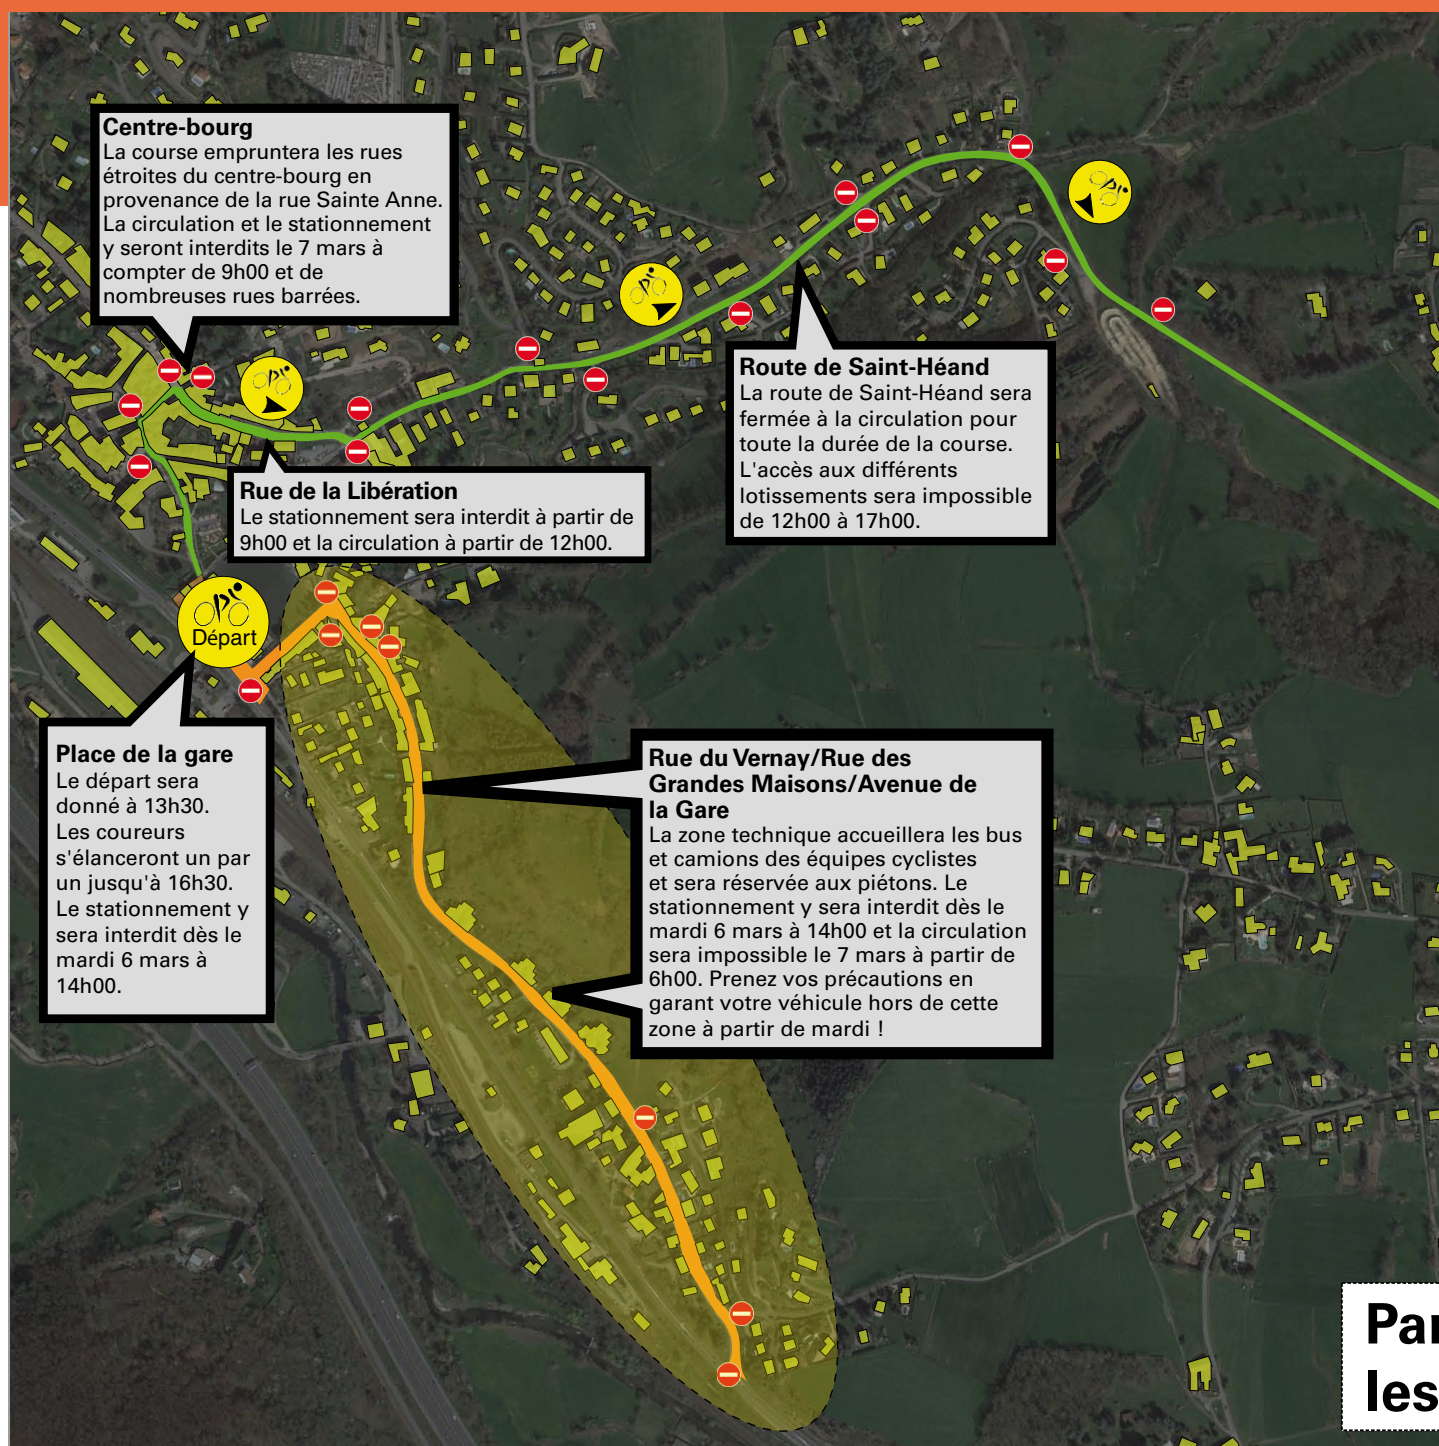 Centre-bourg
La course empruntera les rues
étroites du centre-bourg en
provenance de la rue Sainte Anne.
La circulation et le stationnement
y seront interdits le 7 mars à
compter de 9h00 et de
nombreuses rues barrées.
Route de Saint-Héand
La route de Saint-Héand sera
fermée à la circulation pour
toute la durée de la course.
L'accès aux différents
lotissements sera impossible
de 12h00 à 17h00.
Rue de la Libération
Le stationnement sera interdit à partir de
9h00 et la circulation à partir de 12h00.
Départ
Place de la gare
Le départ sera
donné à 13h30.
Les coureurs
s'élanceront un par
un jusqu'à 16h30.
Le stationnement y
sera interdit dès le
mardi 6 mars à
14h00.
Rue du Vernay/Rue des
Grandes Maisons/Avenue de
la Gare
La zone technique accueillera les bus
et camions des équipes cyclistes
et sera réservée aux piétons. Le
stationnement y sera interdit dès le
mardi 6 mars à 14h00 et la circulation
sera impossible le 7 mars à partir de
6h00. Prenez vos précautions en
garant votre véhicule hors de cette
zone à partir de mardi !
les